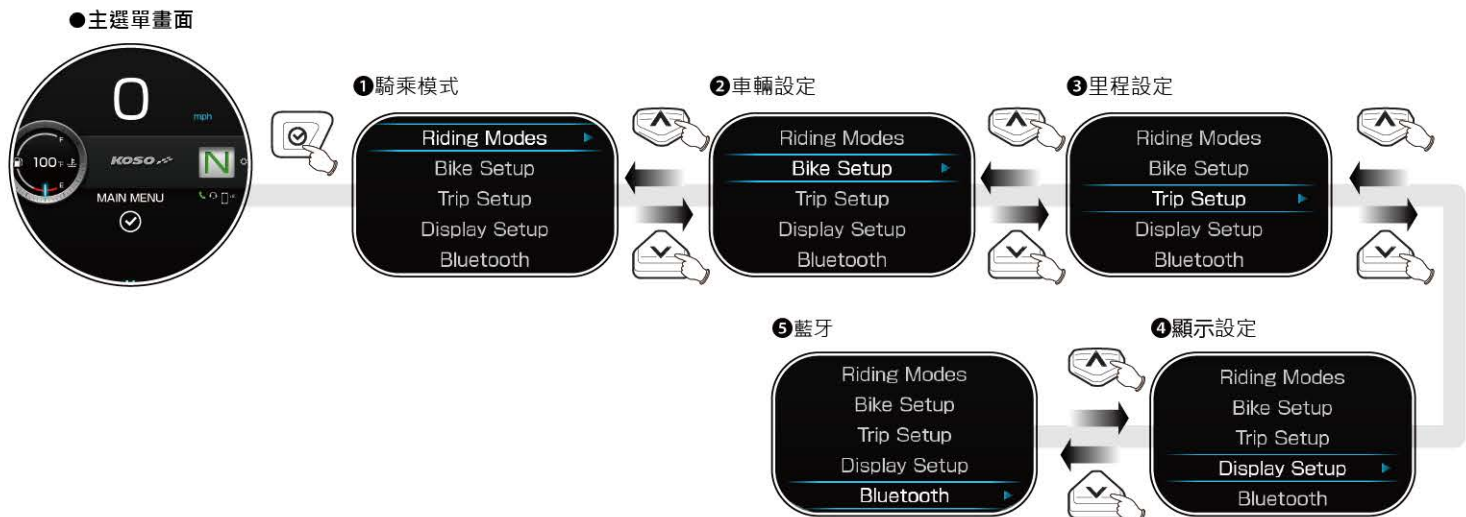 ●主選單畫面
0
mph
F
100°F
E
KOSO
N
MAIN MENU
❶騎乘模式
Riding Modes
Bike Setup
Trip Setup
Display Setup
Bluetooth
❷車輛設定
Riding Modes
Bike Setup
Trip Setup
Display Setup
Bluetooth
❸里程設定
Riding Modes
Bike Setup
Trip Setup
Display Setup
Bluetooth
❺藍牙
Riding Modes
Bike Setup
Trip Setup
Display Setup
Bluetooth
❹顯示設定
Riding Modes
Bike Setup
Trip Setup
Display Setup
Bluetooth